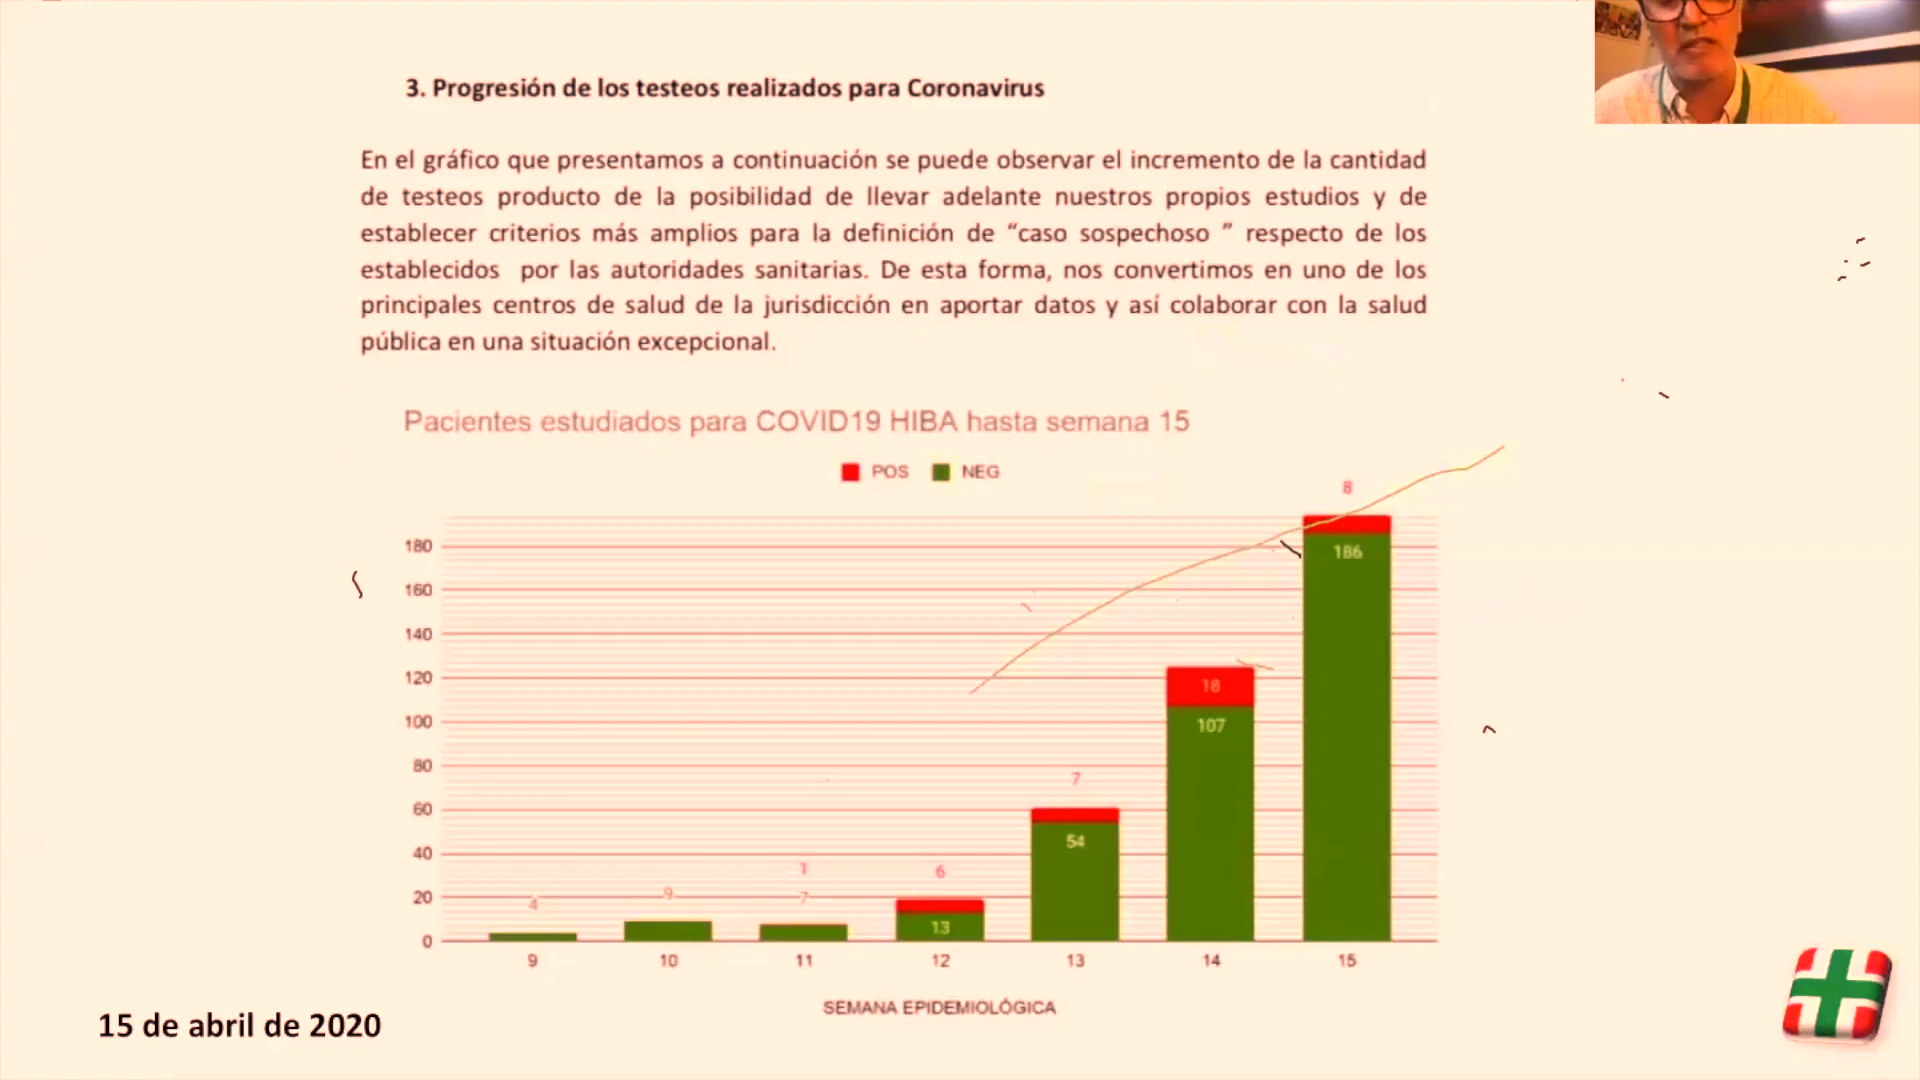 3. Progresión de los testeos realizados para Coronavirus
En el gráfico que presentamos a continuación se puede observar el incremento de la cantidad
de testeos producto de la posibilidad de llevar adelante nuestros propios estudios y de
establecer criterios más amplios para la definición de “caso sospechoso ” respecto de los
establecidos por las autoridades sanitarias. De esta forma, nos convertimos en uno de los
principales centros de salud de la jurisdicción en aportar datos y así colaborar con la salud
pública en una situación excepcional.
Pacientes estudiados para COVID19 HIBA hasta semana 15
POS NEG
8
180
186
160
140
120
18
100
107
80
7
60
54
40
1
6
20
4
9
7
13
0
9 10 11 12 13 14 15
SEMANA EPIDEMIOLÓGICA
15 de abril de 2020